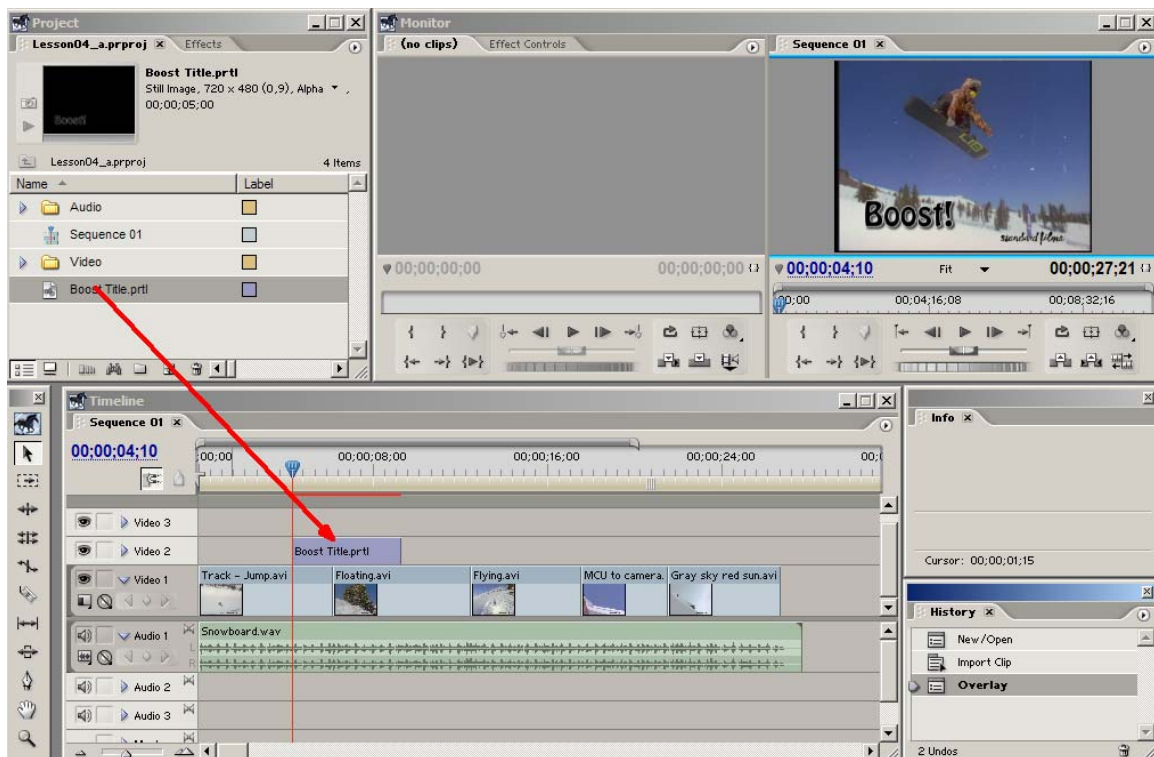 Project
Lesson04_a.prproj
Effects
Boost Title.prtl
Still Image, 720 x 480 (0,9), Alpha
00;00;05;00
Boost!
Lesson04_a.prproj
4 Items
Name
Label
Audio
Sequence 01
Video
Boost Title.prtl
Monitor
(no clips)
Effect Controls
00;00;00;00
00;00;00;00
Sequence 01
Boost!
standard films
00;00;04;10
Fit
00;00;27;21
00;00
00;04;16;08
00;08;32;16
Timeline
Sequence 01
00;00;04;10
00;00
00;00;08;00
00;00;16;00
00;00;24;00
Video 3
Video 2
Boost Title.prtl
Video 1
Track - Jump.avi
Floating.avi
Flying.avi
MCU to camera.
Gray sky red sun.avi
Audio 1
Snowboard.wav
L
R
Audio 2
Audio 3
Info
Cursor: 00;00;01;15
History
New/Open
Import Clip
Overlay
2 Undos